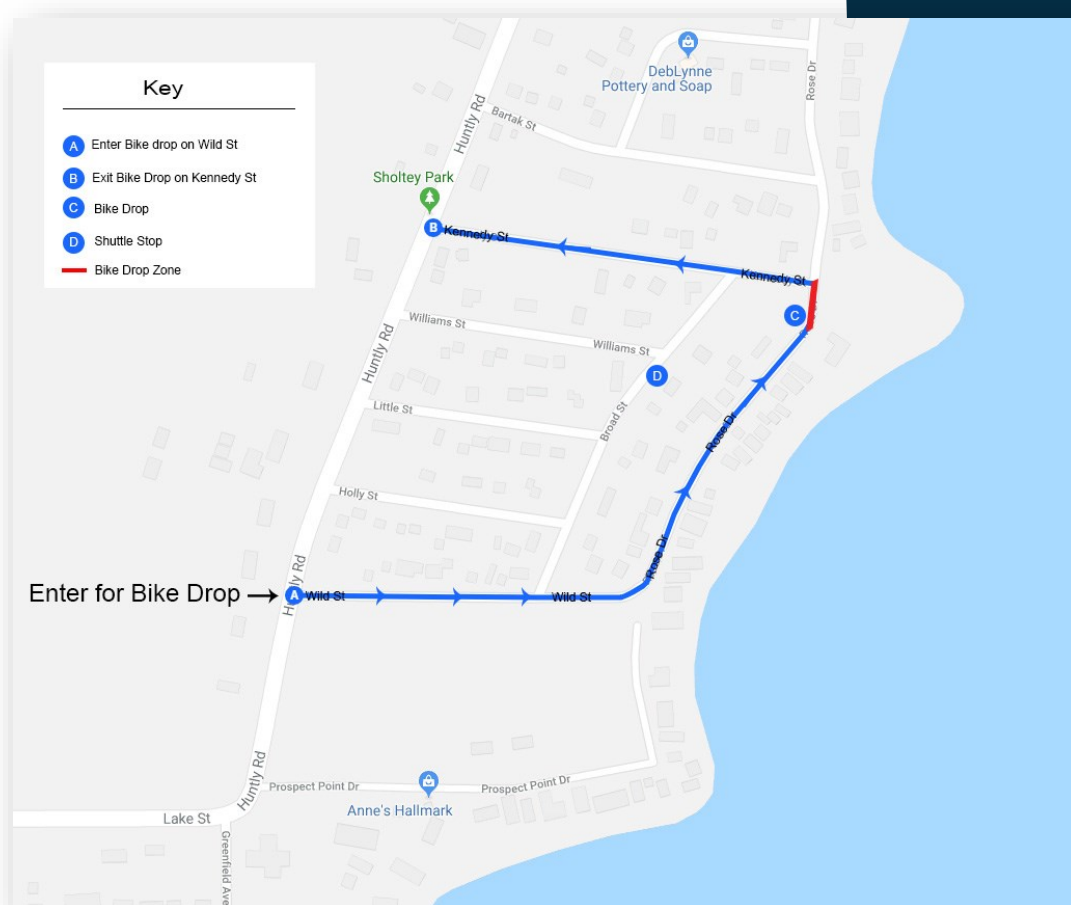 Key
A Enter Bike drop on Wild St
B Exit Bike Drop on Kennedy St
C Bike Drop
D Shuttle Stop
Bike Drop Zone
DebLynne
Pottery and Soap
Rose Dr
Huntly Rd
Bartak St
Sholtey Park
B
Kennedy St
Kennedy St
C
Williams St
Williams St
Huntly Rd
D
Little St
Broad St
Rose Dr
Holly St
Rose Dr
Enter for Bike Drop
A
Wild St
Wild St
Huntly Rd
Prospect Point Dr
Prospect Point Dr
Anne's Hallmark
Lake St
Greenfield Ave